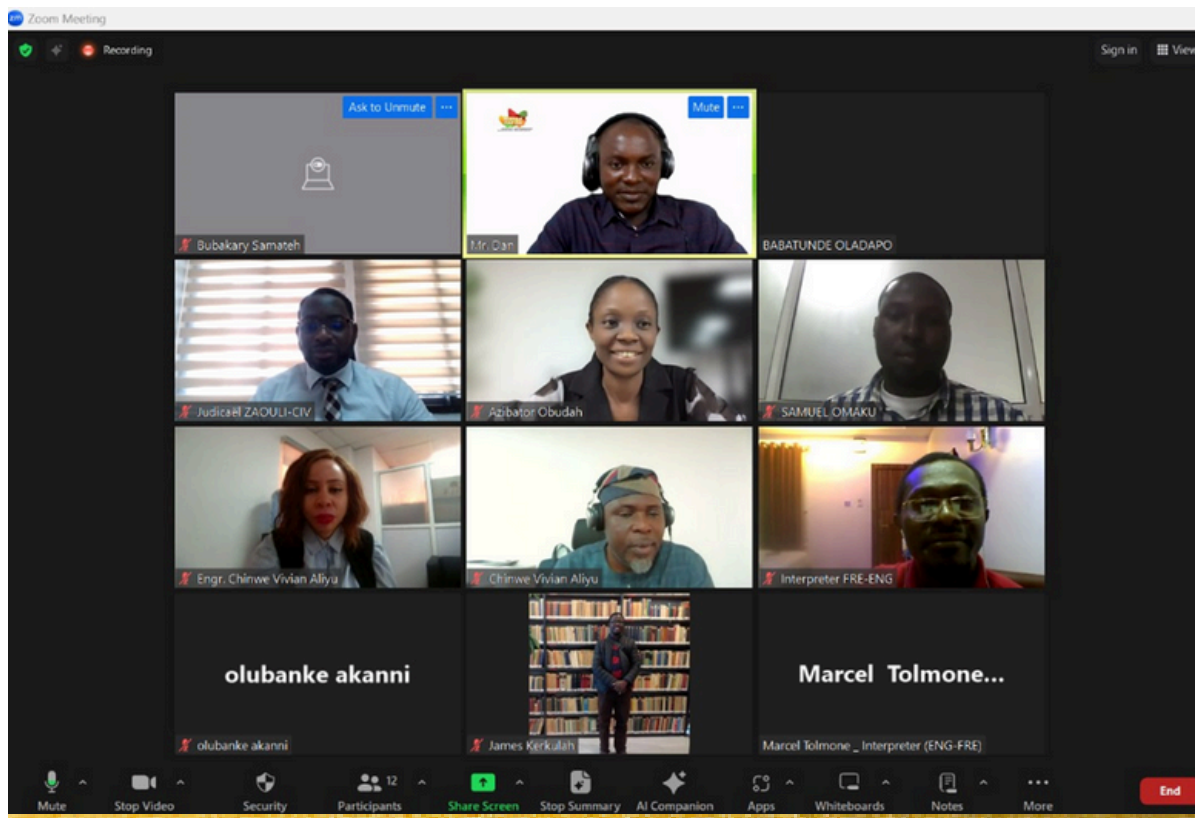 zm Zoom Meeting
Recording
Sign in View
Ask to Unmute ...
Mute ...
Bubakary Samateh
Mr. Dan
BABATUNDE OLADAPO
Judicaël ZAOULI-CIV
Azibator Obudah
SAMUEL OMAKU
Engr. Chinwe Vivian Aliyu
Chinwe Vivian Aliyu
Interpreter FRE-ENG
olubanke akanni
Marcel Tolmone...
olubanke akanni
James Kerkulah
Marcel Tolmone _ Interpreter (ENG-FRE)
12
Mute
Stop Video
Security
Participants
Share Screen
Stop Summary
AI Companion
Apps
Whiteboards
Notes
More
End